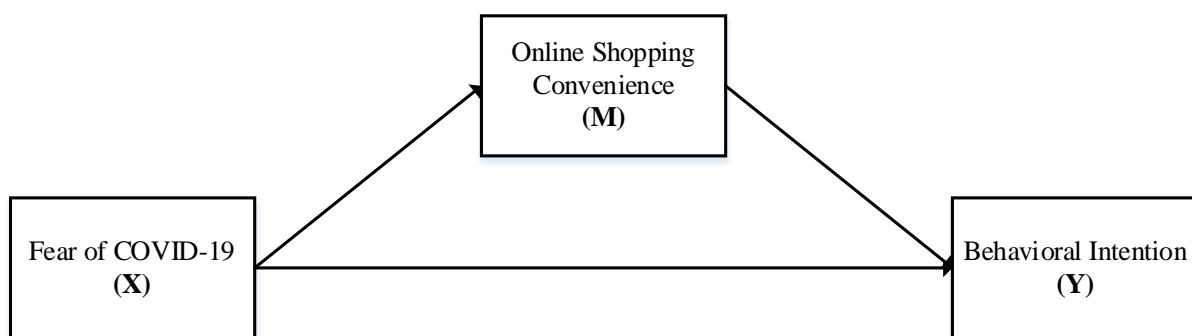 Online Shopping
Convenience
(M)
Fear of COVID-19
(X)
Behavioral Intention
(Y)